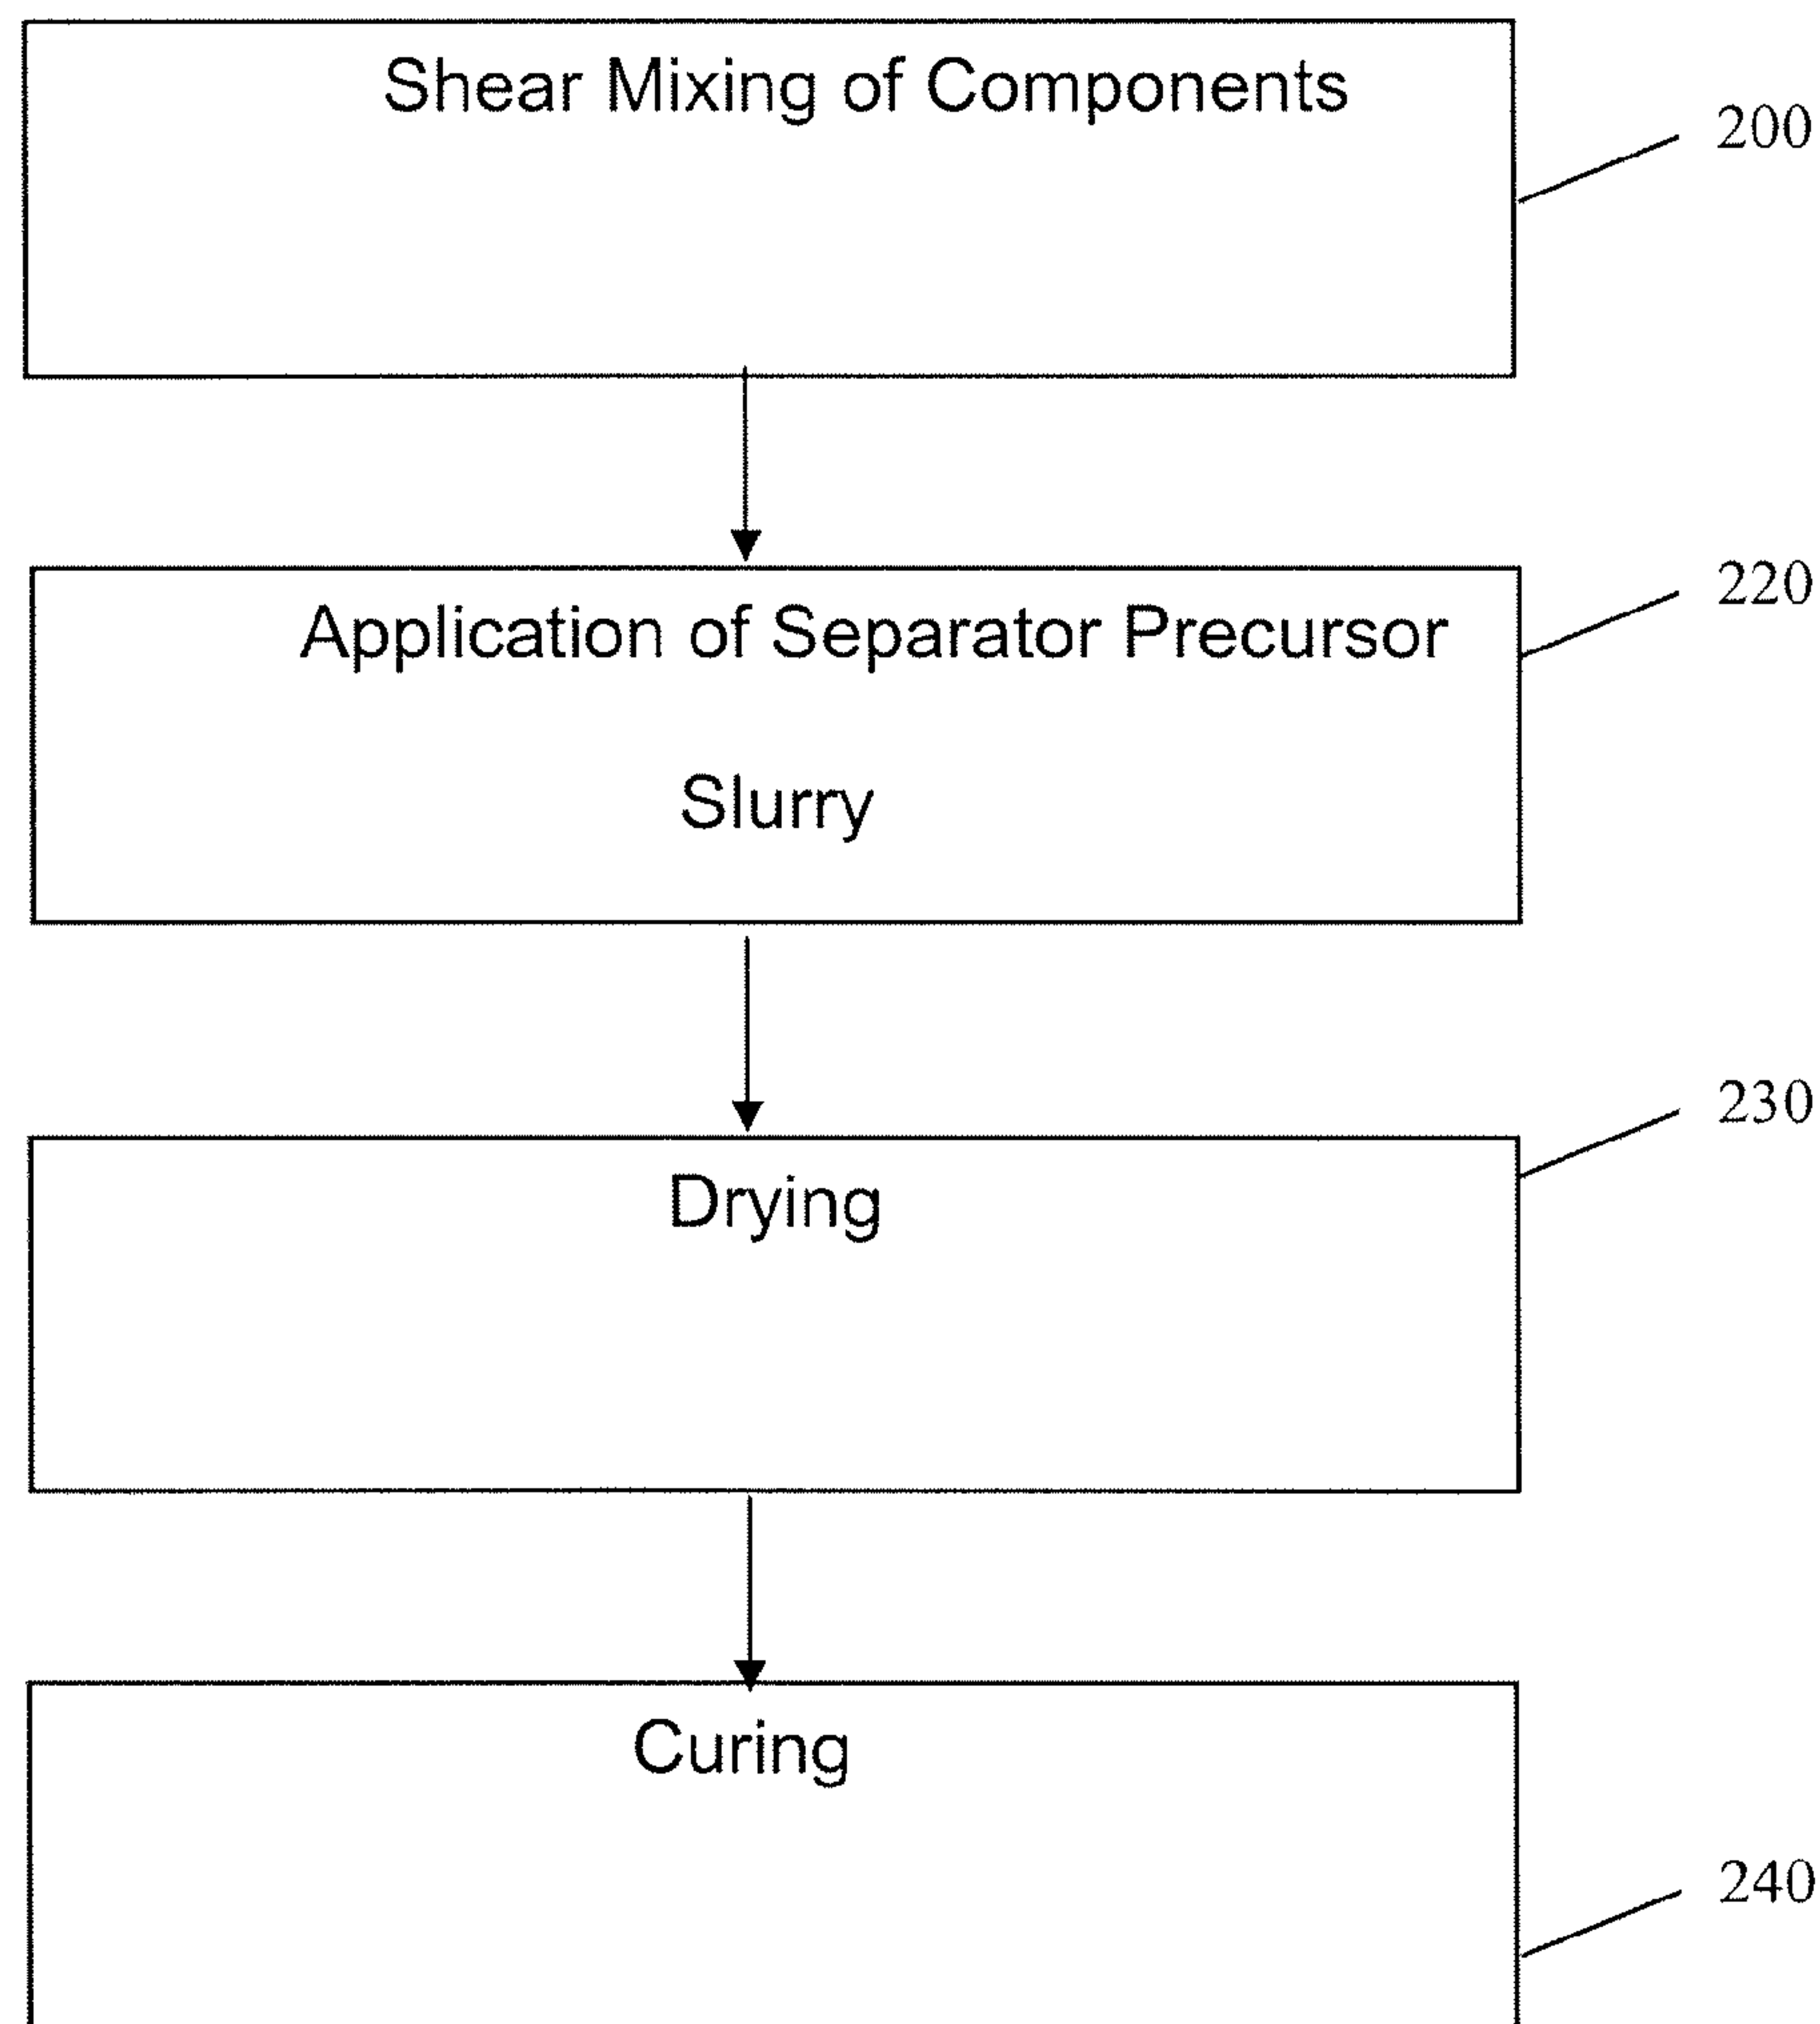 Shear Mixing of Components
200
Application of Separator Precursor
Slurry
220
Drying
230
Curing
240